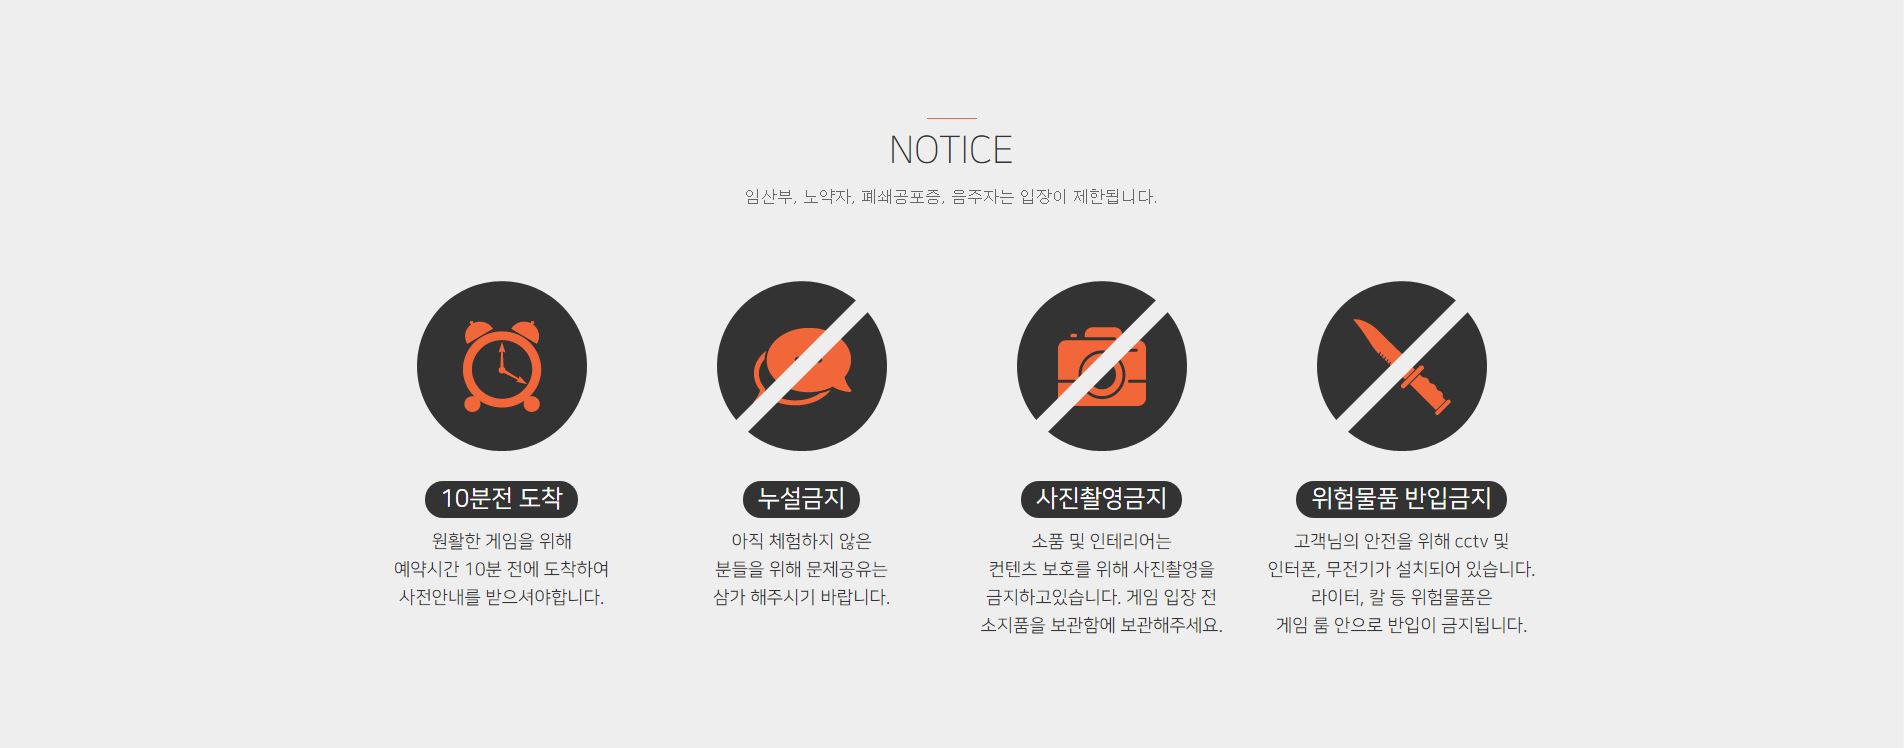 NOTICE
임산부, 노약자, 폐쇄공포증, 음주자는 입장이 제한됩니다.
10분전 도착
원활한 게임을 위해
예약시간 10분 전에 도착하여
사전안내를 받으셔야합니다.
누설금지
아직 체험하지 않은
분들을 위해 문제공유는
삼가 해주시기 바랍니다.
사진촬영금지
소품 및 인테리어는
컨텐츠 보호를 위해 사진촬영을
금지하고있습니다. 게임 입장 전
소지품을 보관함에 보관해주세요.
위험물품 반입금지
고객님의 안전을 위해 cctv 및
인터폰, 무전기가 설치되어 있습니다.
라이터, 칼 등 위험물품은
게임 룸 안으로 반입이 금지됩니다.